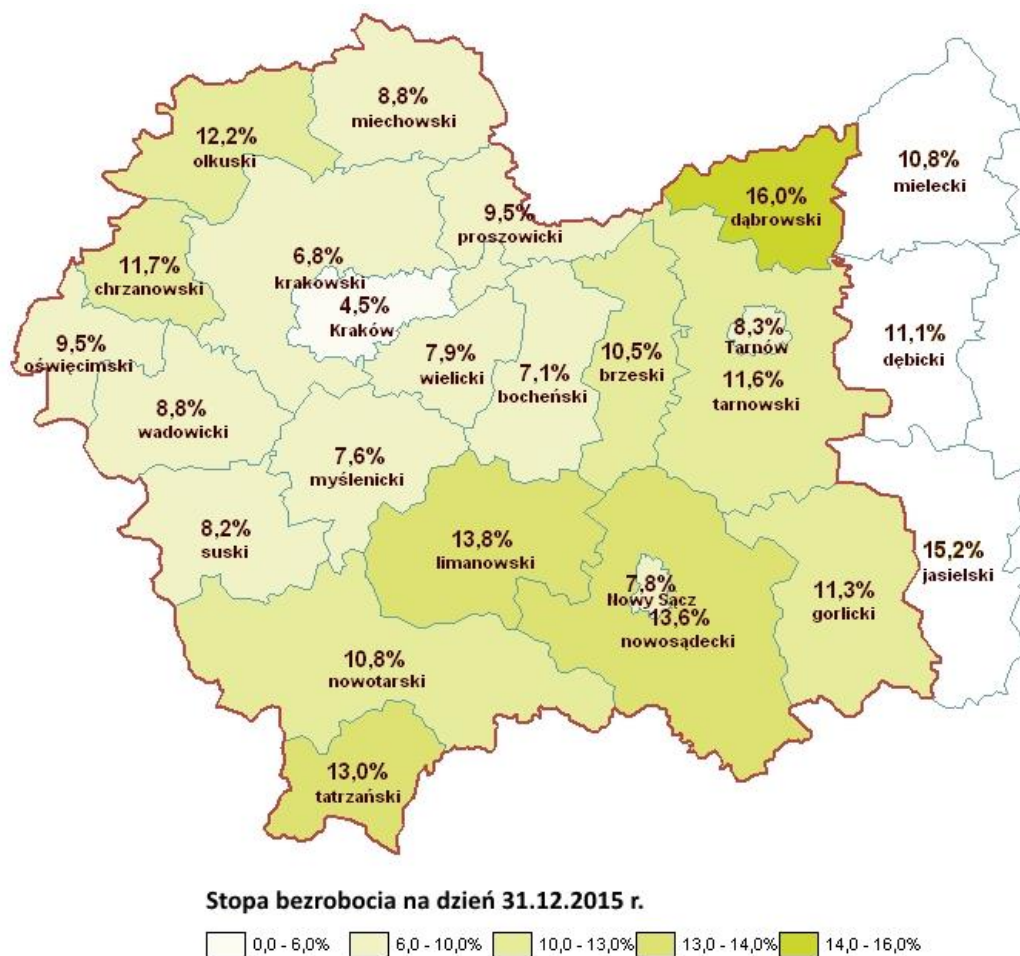 8,8%
miechowski
12,2%
olkuski
10,8%
mielecki
16,0%
dąbrowski
9,5%
proszowicki
6,8%
krakowski
11,7%
chrzanowski
4,5%
Kraków
8,3%
Tarnów
11,1%
dębicki
9,5%
oświęcimski
7,9%
wielicki
7,1%
bocheński
10,5%
brzeski
11,6%
tarnowski
8,8%
wadowicki
7,6%
myślenicki
8,2%
suski
13,8%
limanowski
15,2%
jasielski
7,8%
Nowy Sącz
13,6%
nowosądecki
11,3%
gorlicki
10,8%
nowotarski
13,0%
tatrzański
Stopa bezrobocia na dzień 31.12.2015 r.
0,0 - 6,0% 6,0 - 10,0% 10,0 - 13,0% 13,0 - 14,0% 14,0 - 16,0%